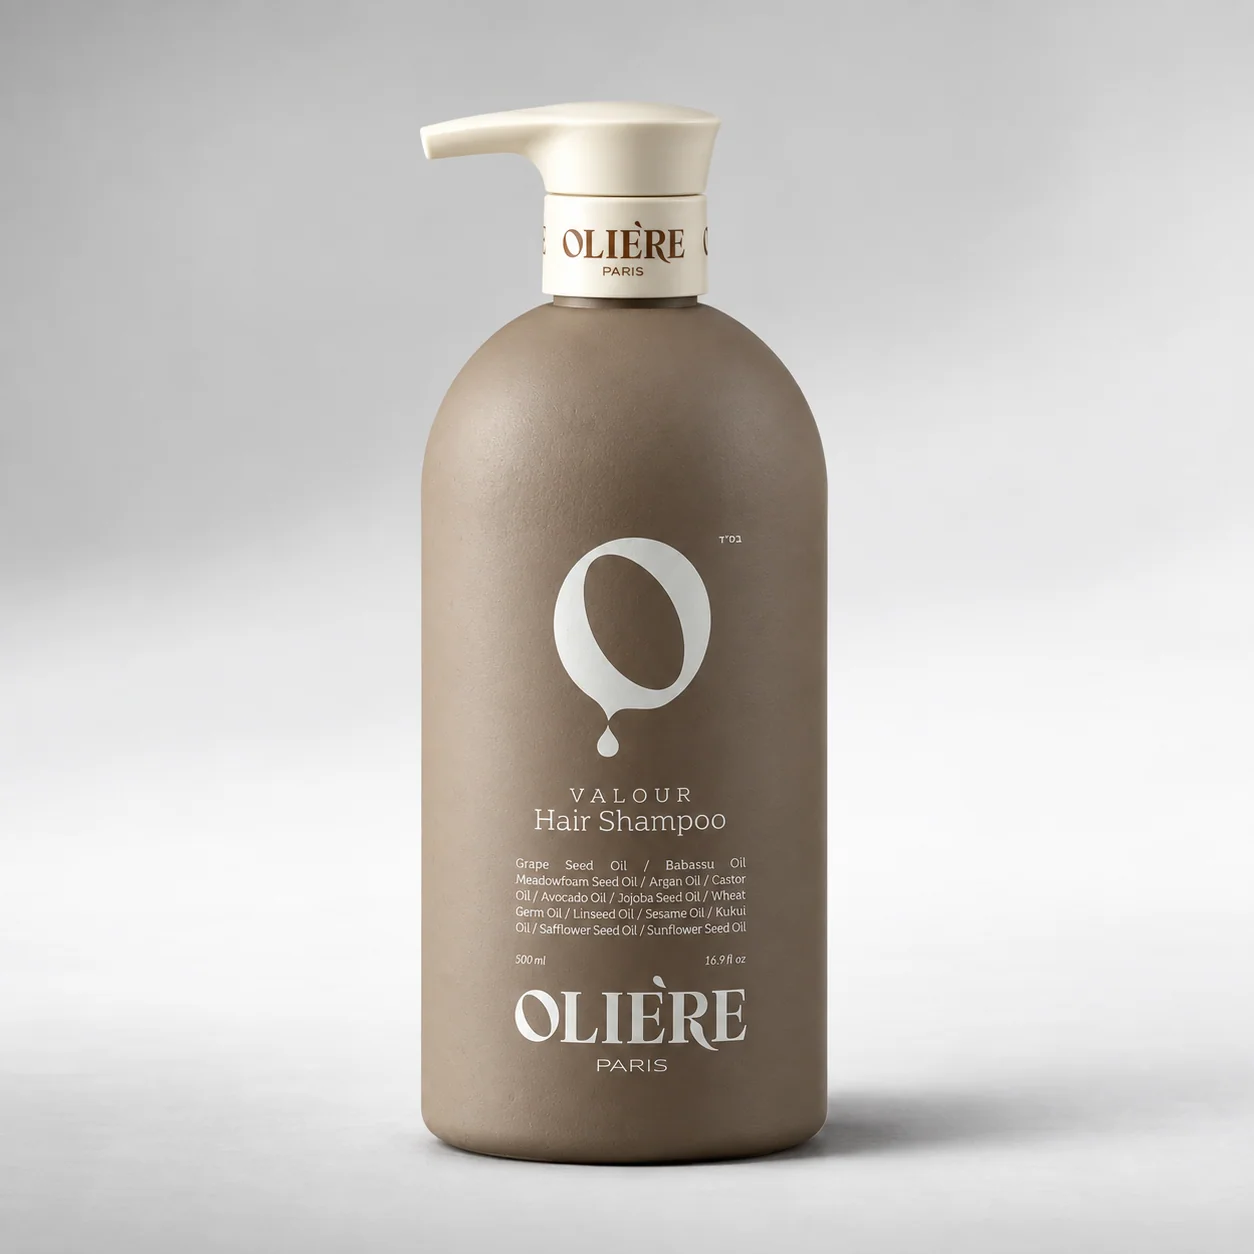 OLIÈRE
PARIS
בס״ד
VALOUR
Hair Shampoo
Grape Seed Oil / Babassu Oil
Meadowfoam Seed Oil / Argan Oil / Castor
Oil / Avocado Oil / Jojoba Seed Oil / Wheat
Germ Oil / Linseed Oil / Sesame Oil / Kukui
Oil / Safflower Seed Oil / Sunflower Seed Oil
500 ml 16.9 fl oz
OLIÈRE
PARIS